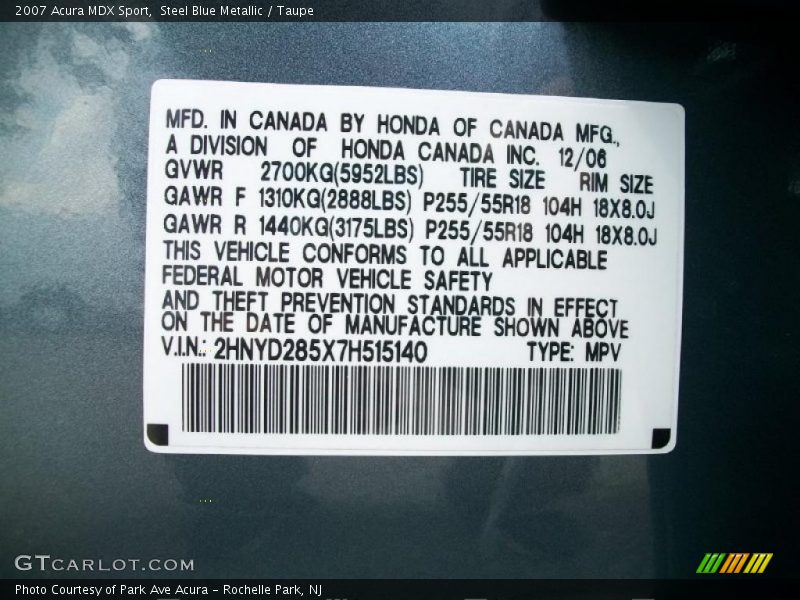 2007 Acura MDX Sport, Steel Blue Metallic / Taupe
MFD. IN CANADA BY HONDA OF CANADA MFG.,
A DIVISION OF HONDA CANADA INC. 12/06
GVWR 2700KG(5952LBS) TIRE SIZE RIM SIZE
GAWR F 1310KG(2888LBS) P255/55R18 104H 18X8.0J
GAWR R 1440KG(3175LBS) P255/55R18 104H 18X8.0J
THIS VEHICLE CONFORMS TO ALL APPLICABLE
FEDERAL MOTOR VEHICLE SAFETY
AND THEFT PREVENTION STANDARDS IN EFFECT
ON THE DATE OF MANUFACTURE SHOWN ABOVE
V.I.N.: 2HNYD285X7H515140 TYPE: MPV
GTCARLOT.COM
Photo Courtesy of Park Ave Acura - Rochelle Park, NJ